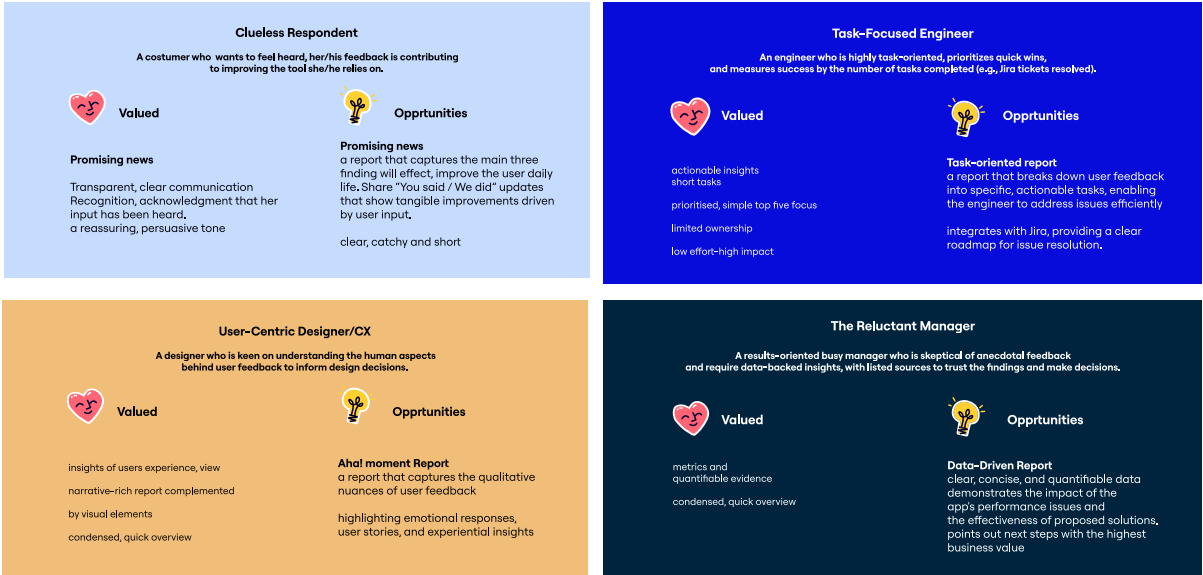 Clueless Respondent
A costumer who wants to feel heard, her/his feedback is contributing
to improving the tool she/he relies on.
Valued
Promising news
Transparent, clear communication
Recognition, acknowledgment that her
input has been heard.
a reassuring, persuasive tone
Opprtunities
Promising news
a report that captures the main three
finding will effect, improve the user daily
life. Share “You said / We did” updates
that show tangible improvements driven
by user input.
clear, catchy and short
Task-Focused Engineer
An engineer who is highly task-oriented, prioritizes quick wins,
and measures success by the number of tasks completed (e.g., Jira tickets resolved).
Valued
actionable insights
short tasks
prioritised, simple top five focus
limited ownership
low effort-high impact
Opprtunities
Task-oriented report
a report that breaks down user feedback
into specific, actionable tasks, enabling
the engineer to address issues efficiently
integrates with Jira, providing a clear
roadmap for issue resolution.
User-Centric Designer/CX
A designer who is keen on understanding the human aspects
behind user feedback to inform design decisions.
Valued
insights of users experience, view
narrative-rich report complemented
by visual elements
condensed, quick overview
Opprtunities
Aha! moment Report
a report that captures the qualitative
nuances of user feedback
highlighting emotional responses,
user stories, and experiential insights
The Reluctant Manager
A results-oriented busy manager who is skeptical of anecdotal feedback
and require data-backed insights, with listed sources to trust the findings and make decisions.
Valued
metrics and
quantifiable evidence
condensed, quick overview
Opprtunities
Data-Driven Report
clear, concise, and quantifiable data
demonstrates the impact of the
app's performance issues and
the effectiveness of proposed solutions.
points out next steps with the highest
business value